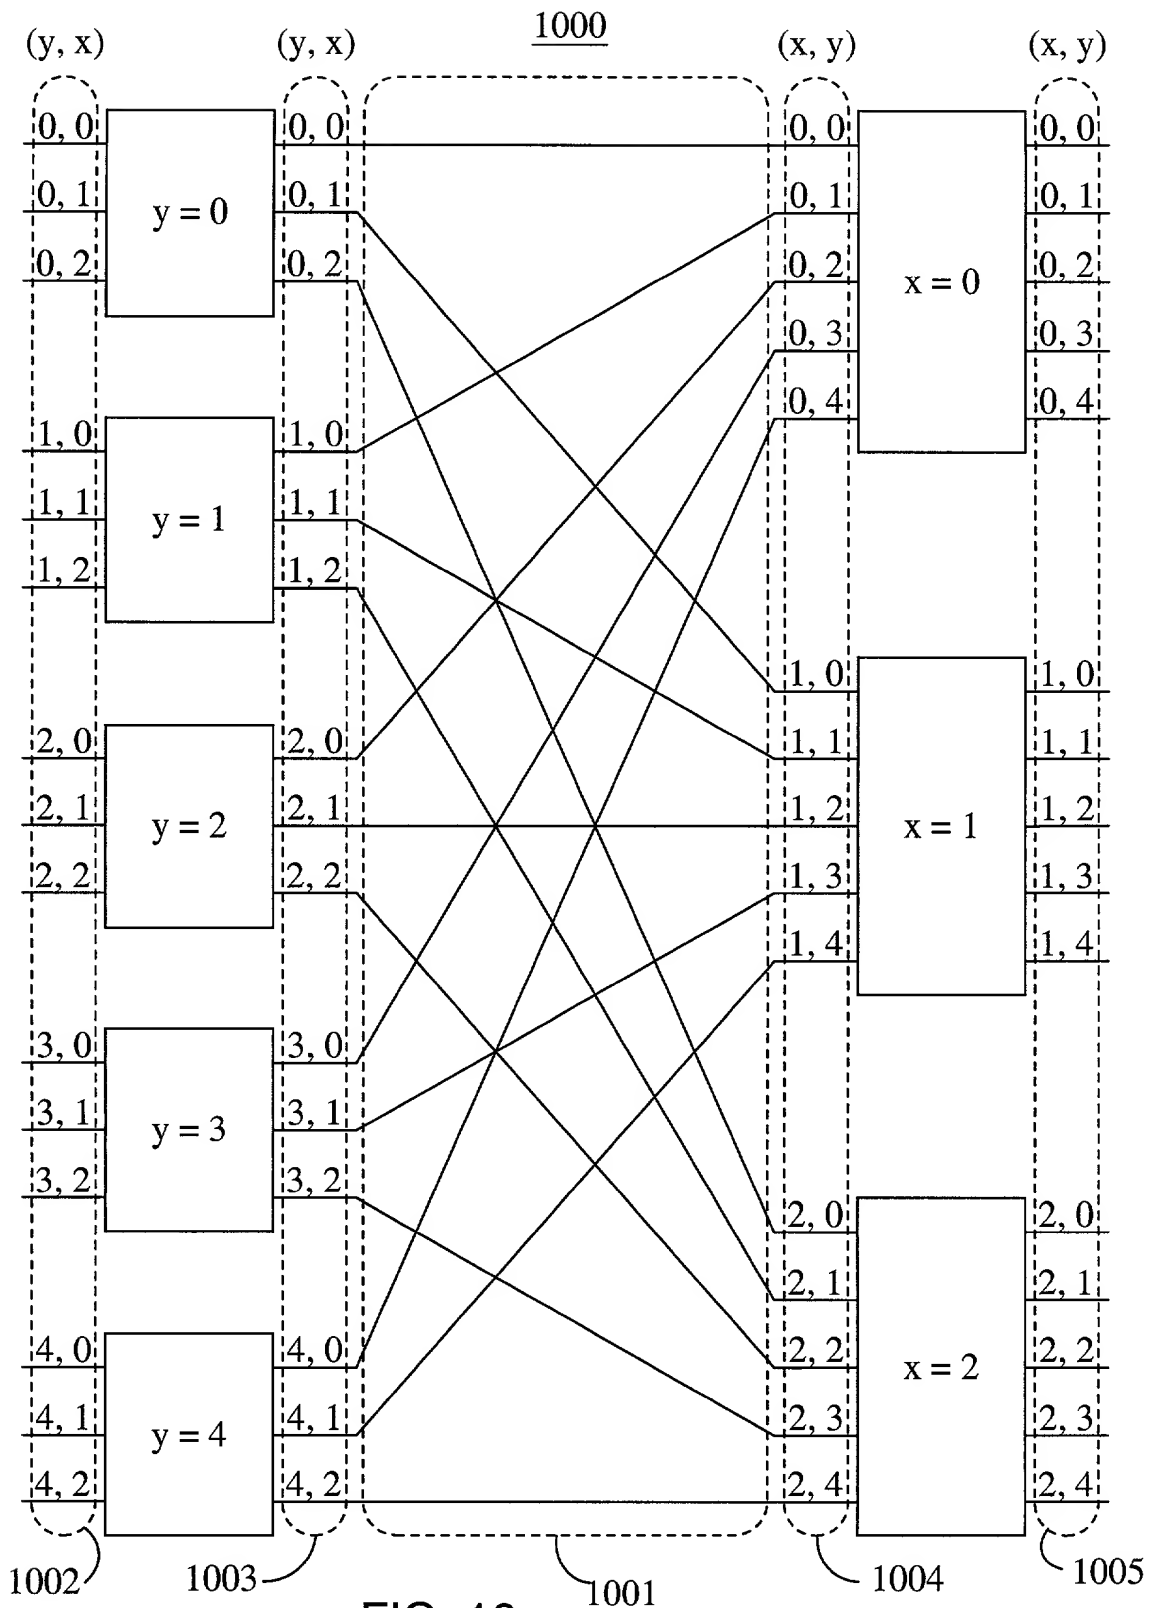 1000
(y, x) (y, x) (x, y) (x, y)
0, 0 0, 0 0, 0 0, 0
0, 1 y = 0 0, 1 0, 1 0, 1
0, 2 0, 2 0, 2 x = 0 0, 2
0, 3 0, 3
0, 4 0, 4
1, 0 1, 0
1, 1 y = 1 1, 1
1, 2 1, 2
1, 0 1, 0
2, 0 2, 0 1, 1 1, 1
2, 1 y = 2 2, 1 1, 2 x = 1 1, 2
2, 2 2, 2 1, 3 1, 3
1, 4 1, 4
3, 0 3, 0
3, 1 y = 3 3, 1
3, 2 3, 2
2, 0 2, 0
2, 1 2, 1
4, 0 4, 0 2, 2 x = 2 2, 2
4, 1 y = 4 4, 1 2, 3 2, 3
4, 2 4, 2 2, 4 2, 4
1002 1003 1001 1004 1005